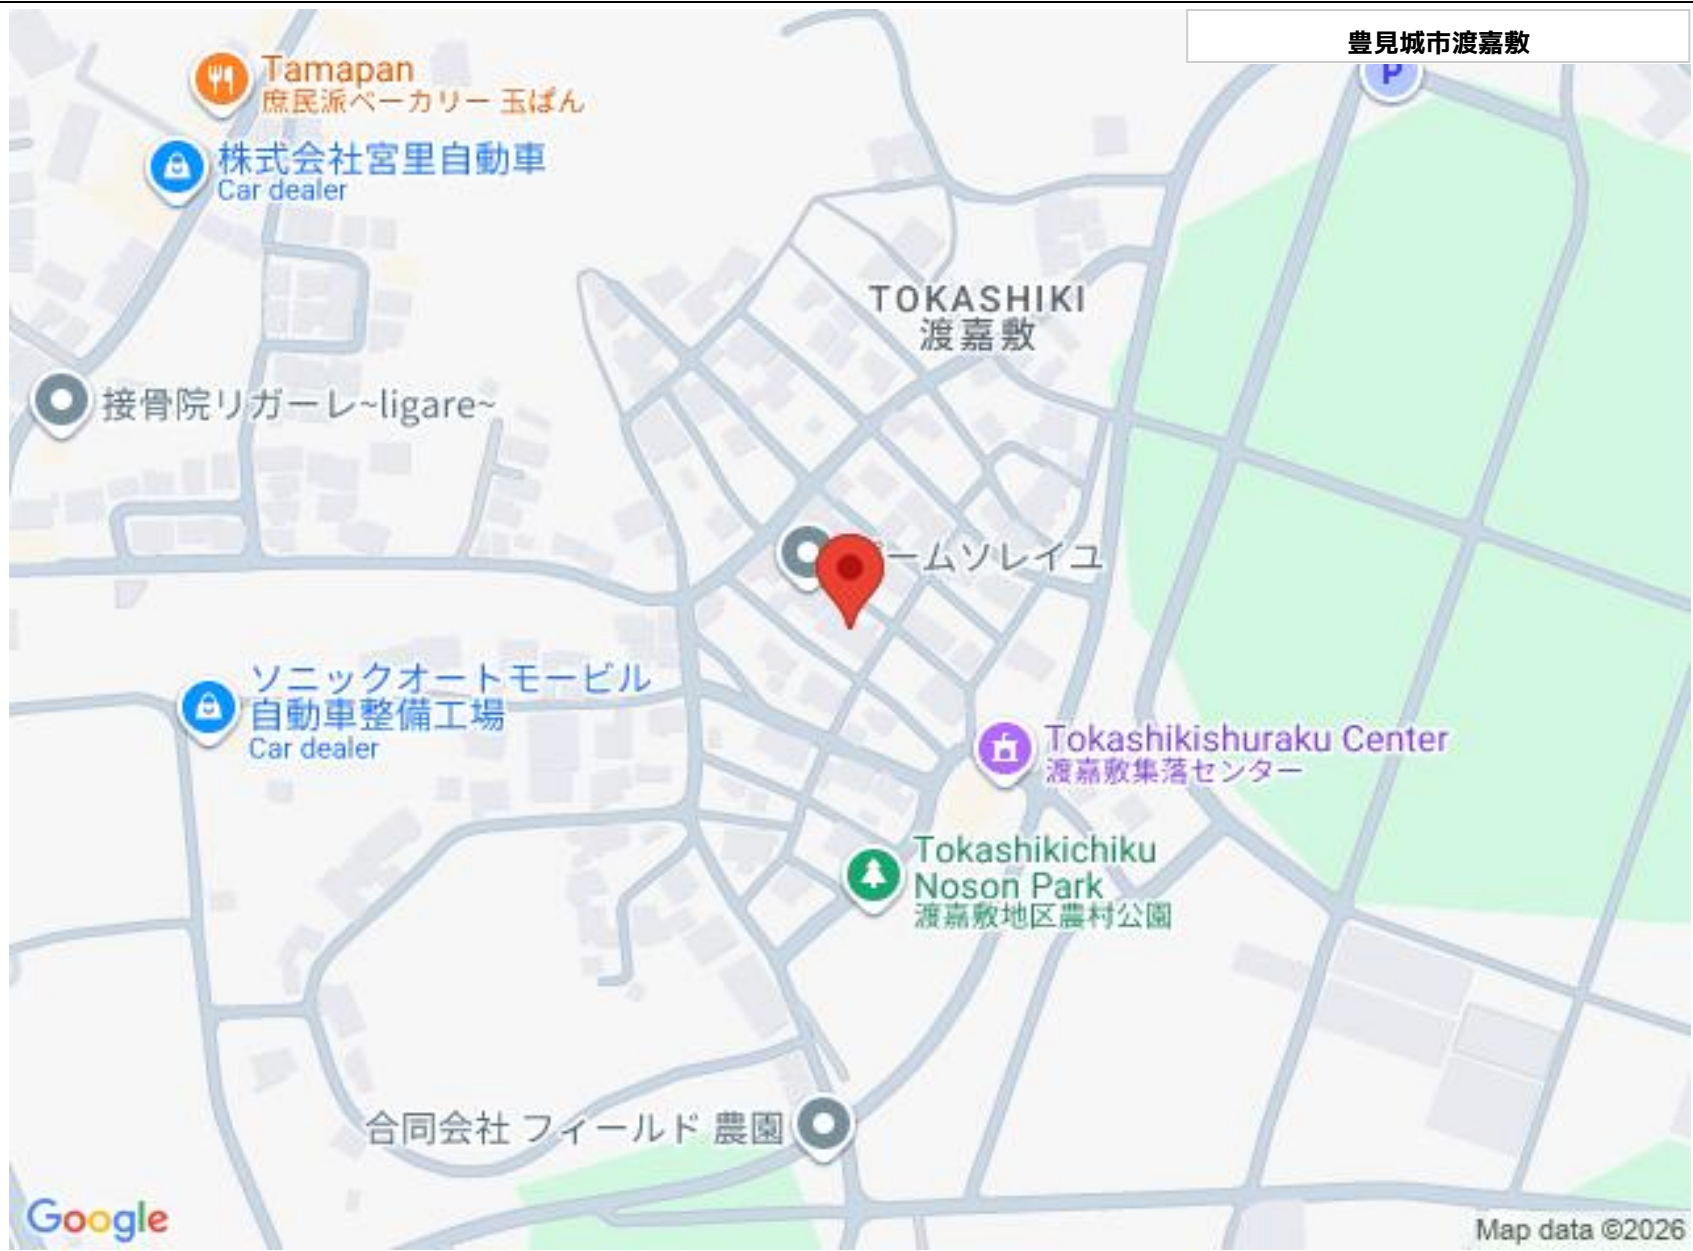 豊見城市渡嘉敷
P
Tamapan
庶民派ベーカリー 玉ぱん
株式会社宮里自動車
Car dealer
TOKASHIKI
渡嘉敷
接骨院リガーレ~ligare~
ームソレイユ
ソニックオートモービル
自動車整備工場
Car dealer
Tokashikishuraku Center
渡嘉敷集落センター
Tokashikichiku
Noson Park
渡嘉敷地区農村公園
合同会社 フィールド 農園
Google
Map data ©2026